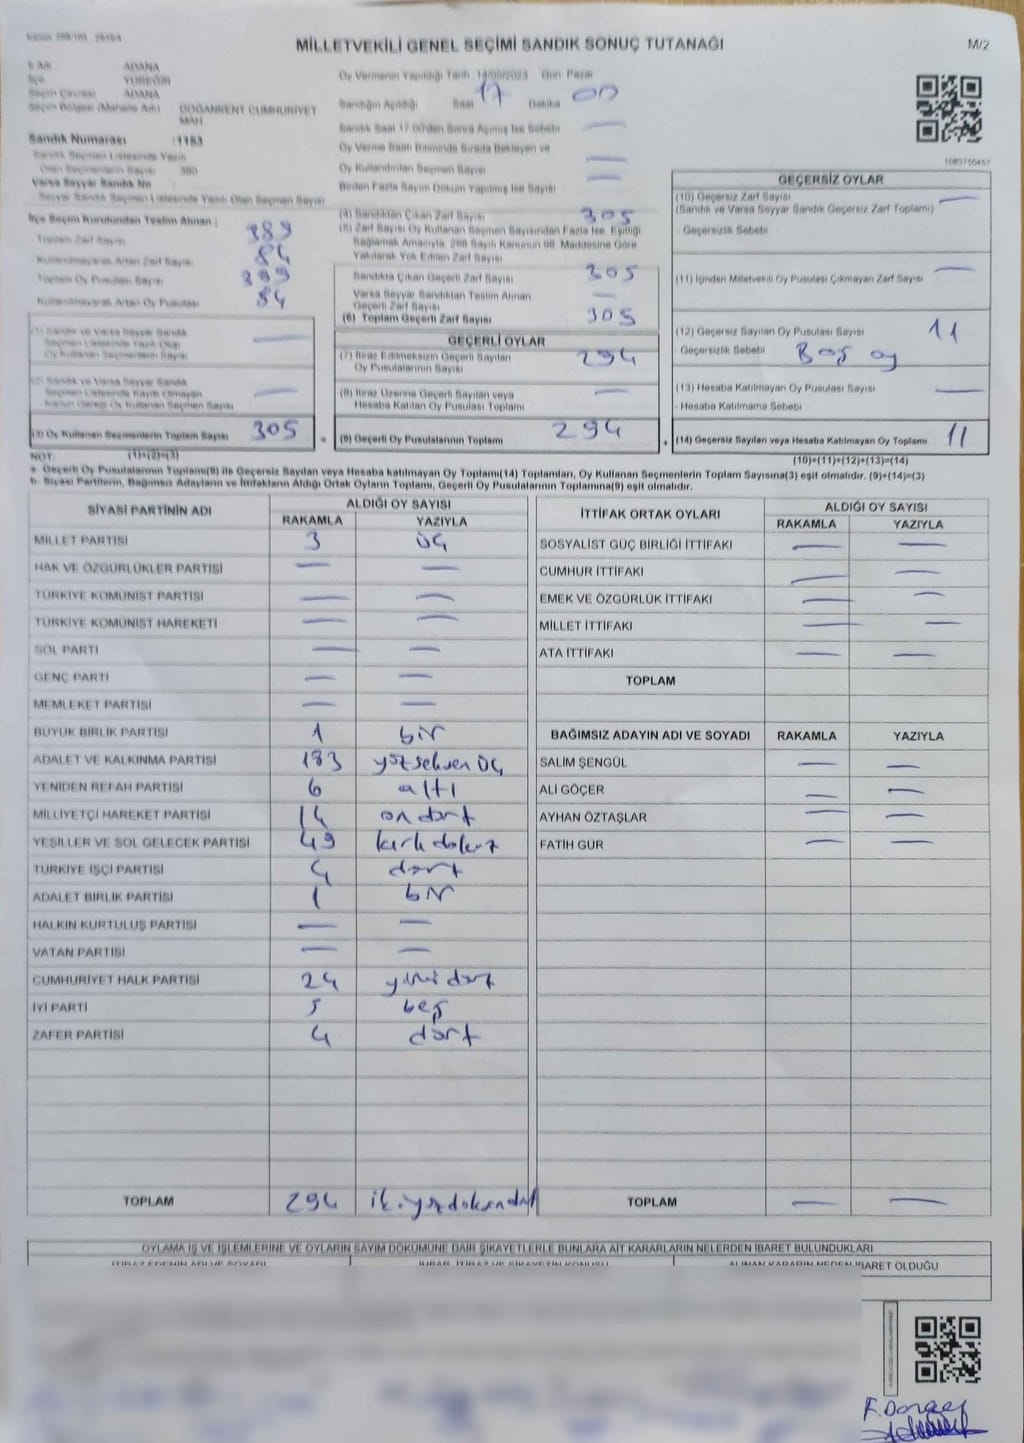 MİLLETVEKİLİ GENEL SEÇİMİ SANDIK SONUÇ TUTANAĞI
M/2
ADANA
YÜREĞİR
ADANA
Seçim Bölgesi (Mahalle Adı) DOĞANKENT CUMHURİYET
MAH.
Sandık Numarası :1183
Sandık Seçmen Listesinde Yazılı
Olan Seçmenlerin Sayısı 380
Varsa Seyyar Sandık No
Seyyar Sandık Seçmen Listesinde Yazılı Olan Seçmen Sayısı
Oy Vermenin Yapıldığı Tarih 14/05/2023 Gün Pazar
Sandığın Açıldığı Saat 17 Dakika 00
Sandık Saat 17:00'den Sonra Açılmış İse Sebebi —
Oy Verme Saati Bitiminde Sırada Bekleyen ve
Oy Kullandırılan Seçmen Sayısı —
Birden Fazla Sayım Döküm Yapılmış İse Sayısı —
1083750457
İlçe Seçim Kurulundan Teslim Alınan :
Toplam Zarf Sayısı 389
Kullanılmayarak Artan Zarf Sayısı 84
Toplam Oy Pusulası Sayısı 389
Kullanılmayarak Artan Oy Pusulası 84
(1) Sandık ve Varsa Seyyar Sandık
Seçmen Listesinde Yazılı Olup
Oy Kullanan Seçmenlerin Sayısı —
(2) Sandık ve Varsa Seyyar Sandık
Seçmen Listesinde Kayıtlı Olmayan
Kanun Gereği Oy Kullanan Seçmen Sayısı —
(3) Oy Kullanan Seçmenlerin Toplam Sayısı 305
=
(4) Sandıktan Çıkan Zarf Sayısı 305
(5) Zarf Sayısı Oy Kullanan Seçmen Sayısından Fazla İse, Eşitliği
Sağlamak Amacıyla, 298 Sayılı Kanunun 98. Maddesine Göre
Yakılarak Yok Edilen Zarf Sayısı
Sandıkta Çıkan Geçerli Zarf Sayısı 305
Varsa Seyyar Sandıktan Teslim Alınan
Geçerli Zarf Sayısı —
(6) Toplam Geçerli Zarf Sayısı 305
GEÇERLİ OYLAR
(7) İtiraz Edilmeksizin Geçerli Sayılan
Oy Pusulalarının Sayısı 294
(8) İtiraz Üzerine Geçerli Sayılan veya
Hesaba Katılan Oy Pusulası Toplamı —
(9) Geçerli Oy Pusulalarının Toplamı 294
+
GEÇERSİZ OYLAR
(10) Geçersiz Zarf Sayısı —
(Sandık ve Varsa Seyyar Sandık Geçersiz Zarf Toplamı)
Geçersizlik Sebebi
(11) İçinden Milletvekili Oy Pusulası Çıkmayan Zarf Sayısı —
(12) Geçersiz Sayılan Oy Pusulası Sayısı 11
Geçersizlik Sebebi Boş oy
(13) Hesaba Katılmayan Oy Pusulası Sayısı —
Hesaba Katılmama Sebebi
(14) Geçersiz Sayılan veya Hesaba Katılmayan Oy Toplamı 11
NOT: (1)+(2)=(3)
(10)+(11)+(12)+(13)=(14)
a- Geçerli Oy Pusulalarının Toplamı(9) ile Geçersiz Sayılan veya Hesaba katılmayan Oy Toplamı(14) Toplamları, Oy Kullanan Seçmenlerin Toplam Sayısına(3) eşit olmalıdır. (9)+(14)=(3)
b- Siyasi Partilerin, Bağımsız Adayların ve İttifakların Aldığı Ortak Oyların Toplamı, Geçerli Oy Pusulalarının Toplamına(9) eşit olmalıdır.
SİYASİ PARTİNİN ADI
ALDIĞI OY SAYISI
RAKAMLA YAZIYLA
MİLLET PARTİSİ 3 üç
HAK VE ÖZGÜRLÜKLER PARTİSİ — —
TÜRKİYE KOMÜNİST PARTİSİ — —
TÜRKİYE KOMÜNİST HAREKETİ — —
SOL PARTİ — —
GENÇ PARTİ — —
MEMLEKET PARTİSİ — —
BÜYÜK BİRLİK PARTİSİ 1 bir
ADALET VE KALKINMA PARTİSİ 183 yüzseksen üç
YENİDEN REFAH PARTİSİ 6 altı
MİLLİYETÇİ HAREKET PARTİSİ 14 on dört
YEŞİLLER VE SOL GELECEK PARTİSİ 49 kırk dokuz
TÜRKİYE İŞÇİ PARTİSİ 4 dört
ADALET BİRLİK PARTİSİ 1 bir
HALKIN KURTULUŞ PARTİSİ — —
VATAN PARTİSİ — —
CUMHURİYET HALK PARTİSİ 24 yirmi dört
İYİ PARTİ 5 beş
ZAFER PARTİSİ 4 dört
TOPLAM 294 iki yüz doksan dört
İTTİFAK ORTAK OYLARI
ALDIĞI OY SAYISI
RAKAMLA YAZIYLA
SOSYALİST GÜÇ BİRLİĞİ İTTİFAKI — —
CUMHUR İTTİFAKI — —
EMEK VE ÖZGÜRLÜK İTTİFAKI — —
MİLLET İTTİFAKI — —
ATA İTTİFAKI — —
TOPLAM
BAĞIMSIZ ADAYIN ADI VE SOYADI RAKAMLA YAZIYLA
SALİM ŞENGÜL — —
ALİ GÖÇER — —
AYHAN ÖZTAŞLAR — —
FATİH GÜR — —
TOPLAM — —
OYLAMA İŞ VE İŞLEMLERİNE VE OYLARIN SAYIM DÖKÜMÜNE DAİR ŞİKAYETLERLE BUNLARA AİT KARARLARIN NELERDEN İBARET BULUNDUKLARI
İTİRAZ EDENİN ADI VE SOYADI
İHBAR, İTİRAZ VE ŞİKAYETİN KONUSU
ALINAN KARARIN NEDEN İBARET OLDUĞU